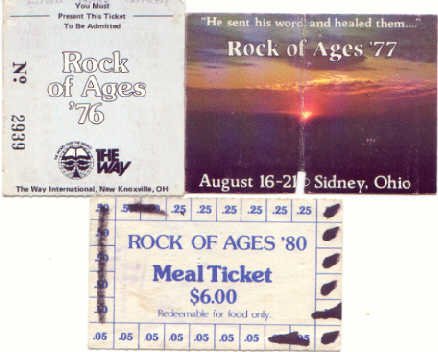 You Must
Present This Ticket
To Be Admitted
Rock
of Ages
'76
No. 2939
THE
WAY
The Way International, New Knoxville, OH
"He sent his word and healed them...."
Rock of Ages '77
August 16-21 Sidney, Ohio
.50 .25 .25 .25 .25 .25
ROCK OF AGES '80
Meal Ticket
$6.00
Redeemable for food only.
.05 .05 .05 .05 .05 .05 .05